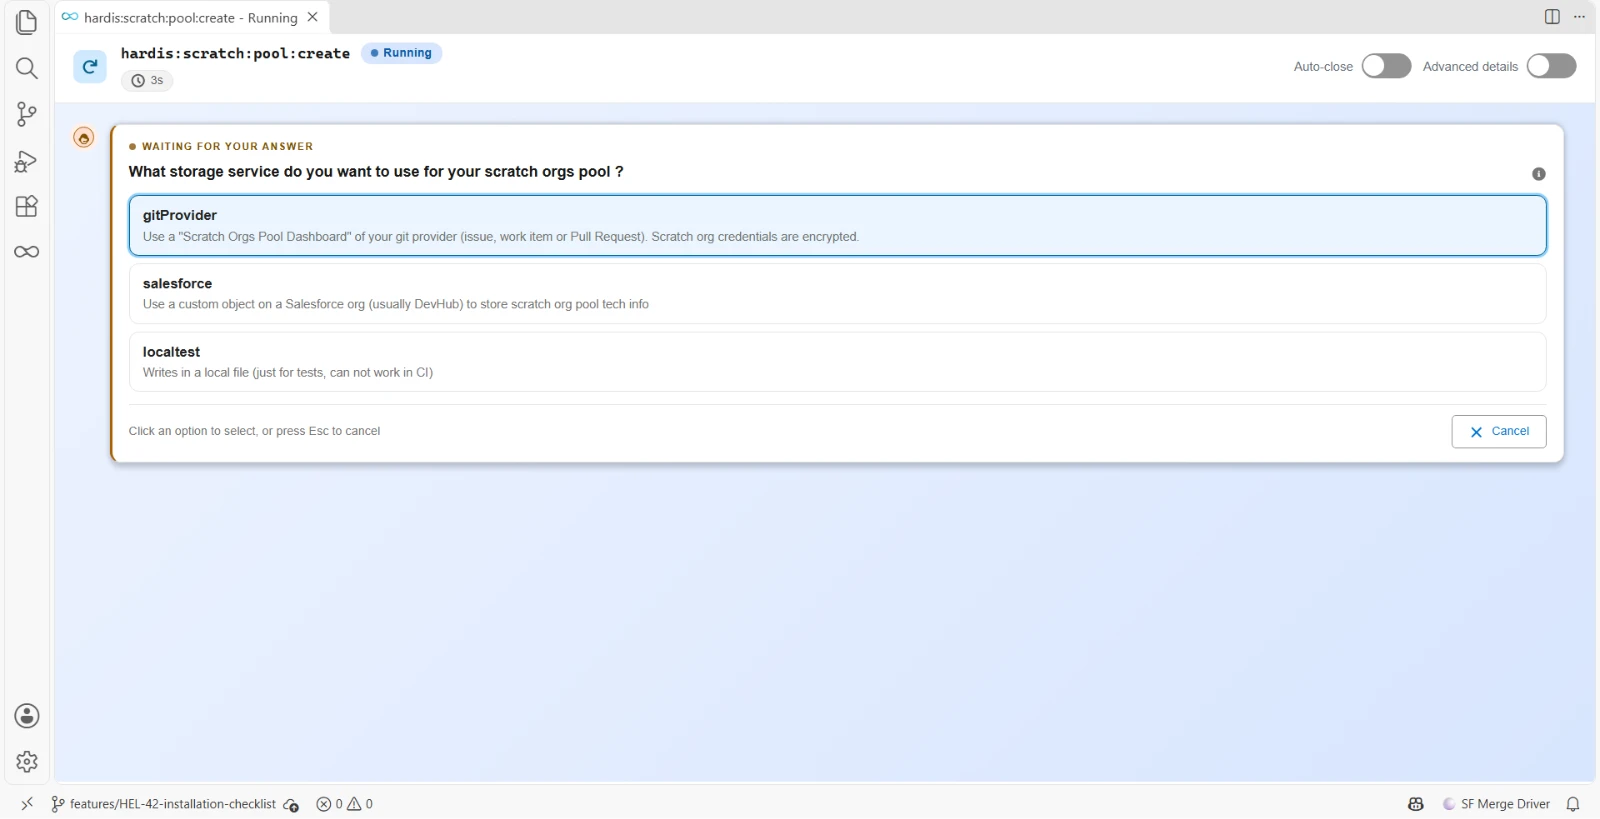 hardis:scratch:pool:create - Running
hardis:scratch:pool:create
Running
3s
Auto-close
Advanced details
WAITING FOR YOUR ANSWER
What storage service do you want to use for your scratch orgs pool ?
gitProvider
Use a "Scratch Orgs Pool Dashboard" of your git provider (issue, work item or Pull Request). Scratch org credentials are encrypted.
salesforce
Use a custom object on a Salesforce org (usually DevHub) to store scratch org pool tech info
localtest
Writes in a local file (just for tests, can not work in CI)
Click an option to select, or press Esc to cancel
Cancel
features/HEL-42-installation-checklist
0
0
SF Merge Driver